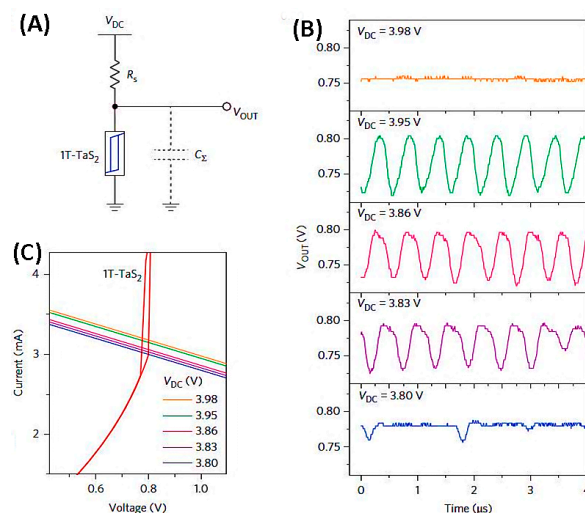 (A)
V_DC
R_s
V_OUT
1T-TaS₂
C_Σ
(B)
V_DC = 3.98 V
0.80
0.75
V_DC = 3.95 V
0.80
0.75
V_DC = 3.86 V
0.80
0.75
V_DC = 3.83 V
0.80
0.75
V_DC = 3.80 V
0.80
0.75
V_OUT (V)
0 1 2 3 4
Time (μs)
(C)
1T-TaS₂
4
3
2
Current (mA)
V_DC (V)
3.98
3.95
3.86
3.83
3.80
0.6 0.8 1.0
Voltage (V)